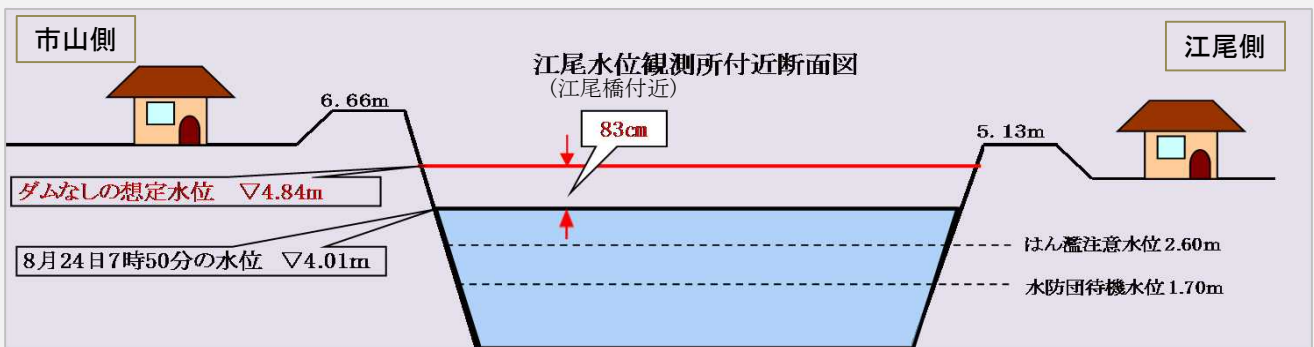 市山側
江尾側
江尾水位観測所付近断面図
(江尾橋付近)
6.66m
83cm
5.13m
ダムなしの想定水位 ▽4.84m
8月24日7時50分の水位 ▽4.01m
はん濫注意水位2.60m
水防団待機水位1.70m